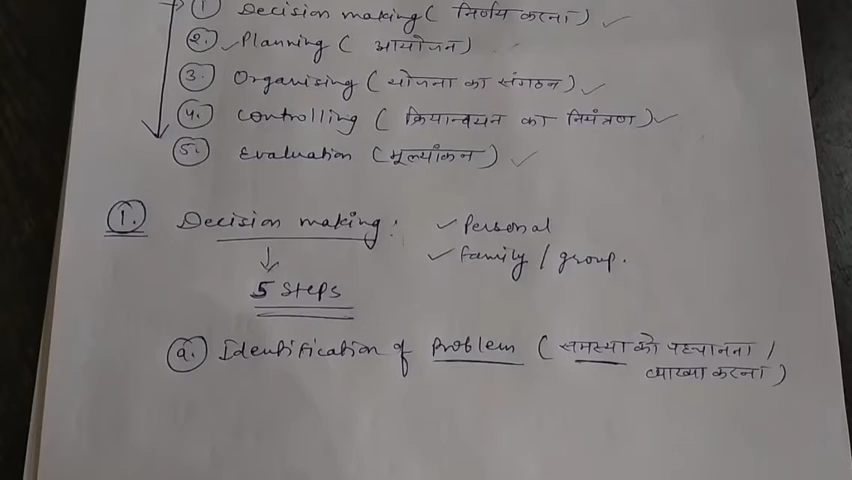 1. Decision making ( निर्णय करना )
2. Planning ( आयोजन )
3. Organising ( योजना का संगठन )
4. Controlling ( क्रियान्वयन का नियंत्रण )
5. Evaluation ( मूल्यांकन )
1. Decision making : Personal
Family / group.
5 Steps
a. Identification of Problem ( समस्या को पहचानना /
व्याख्या करना )